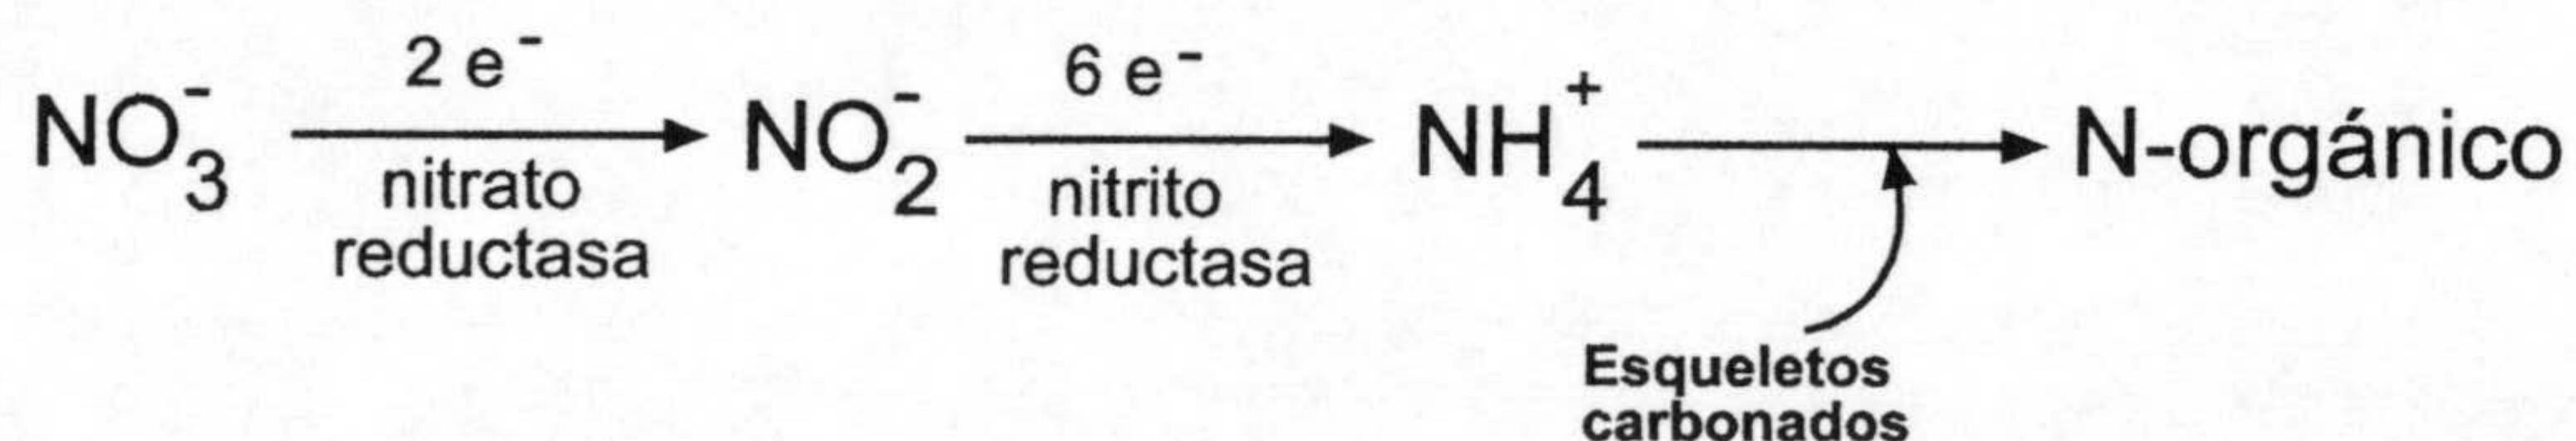 2 e⁻ 6 e⁻
NO₃⁻ NO₂⁻ NH₄⁺ N-orgánico
nitrato nitrito
reductasa reductasa
Esqueletos
carbonados